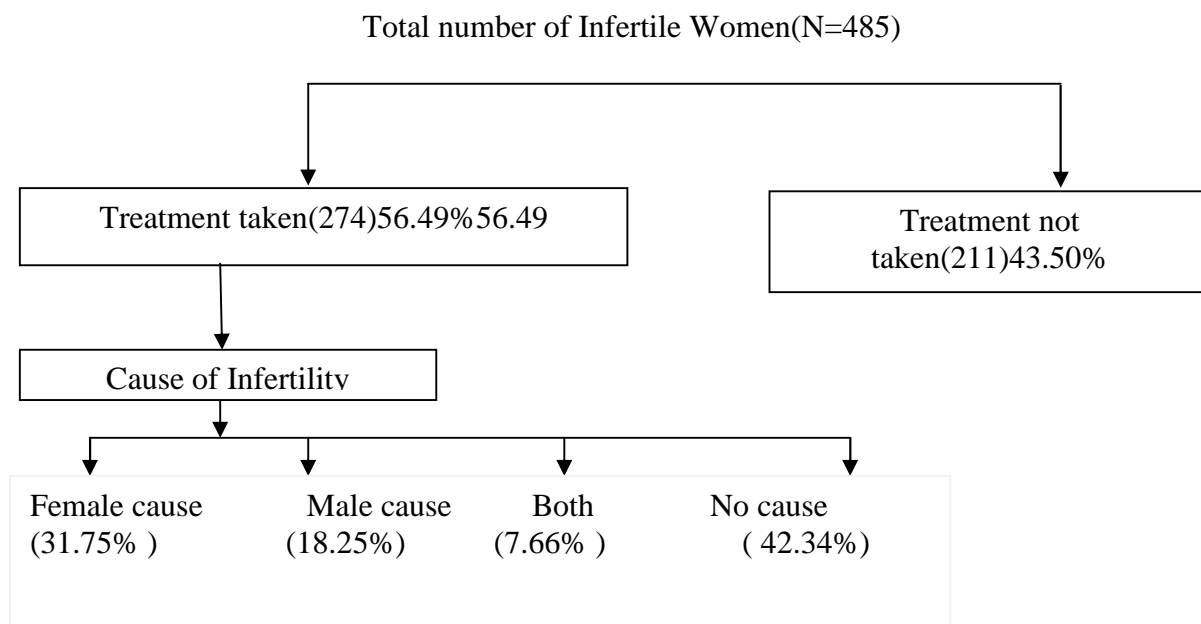 Total number of Infertile Women(N=485)
Treatment taken(274)56.49%56.49
Treatment not
taken(211)43.50%
Cause of Infertility
Female cause
(31.75% )
Male cause
(18.25%)
Both
(7.66% )
No cause
( 42.34%)